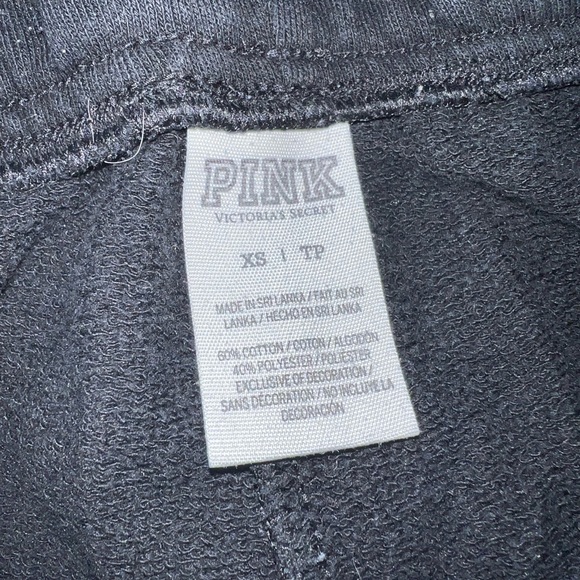 PINK
VICTORIA'S SECRET
XS | TP
MADE IN SRI LANKA / FAIT AU SRI
LANKA / HECHO EN SRI LANKA
60% COTTON / COTON / ALGODÓN
40% POLYESTER / POLIÉSTER
EXCLUSIVE OF DECORATION /
SANS DÉCORATION / NO INCLUYE LA
DECORACIÓN